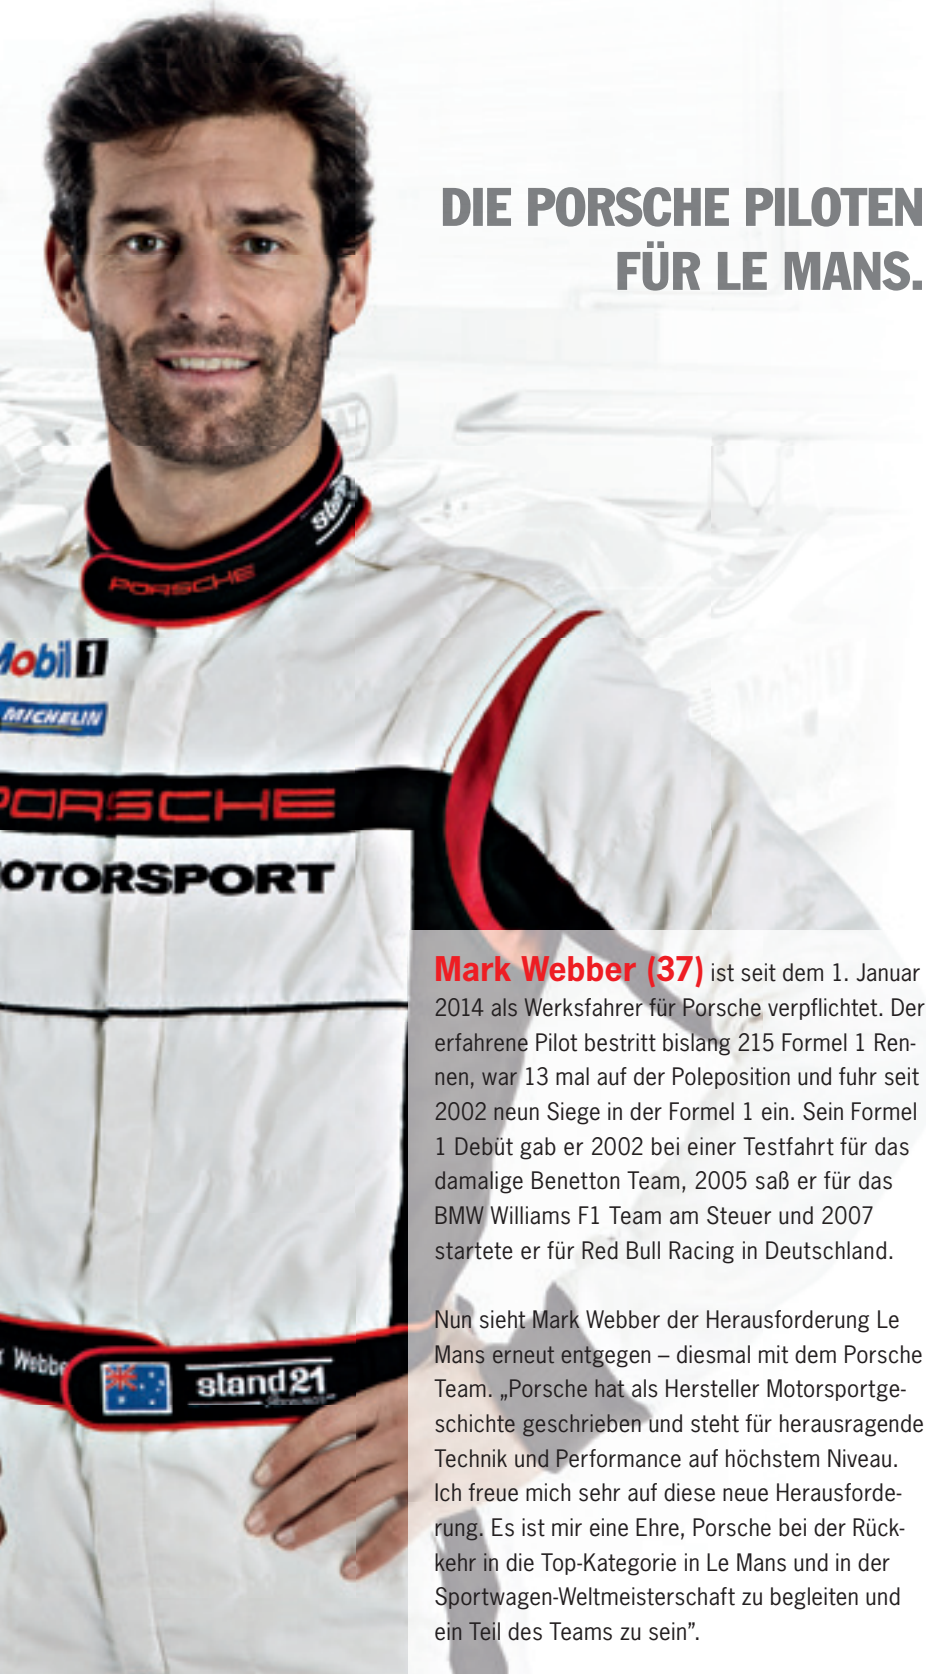 DIE PORSCHE PILOTEN
FÜR LE MANS.
PORSCHE
Mobil 1
MICHELIN
PORSCHE
MOTORSPORT
Mark Webber (37) ist seit dem 1. Januar
2014 als Werksfahrer für Porsche verpflichtet. Der
erfahrene Pilot bestritt bislang 215 Formel 1 Ren-
nen, war 13 mal auf der Poleposition und fuhr seit
2002 neun Siege in der Formel 1 ein. Sein Formel
1 Debüt gab er 2002 bei einer Testfahrt für das
damalige Benetton Team, 2005 saß er für das
BMW Williams F1 Team am Steuer und 2007
startete er für Red Bull Racing in Deutschland.
Nun sieht Mark Webber der Herausforderung Le
Mans erneut entgegen – diesmal mit dem Porsche
Team. „Porsche hat als Hersteller Motorsportge-
schichte geschrieben und steht für herausragende
Technik und Performance auf höchstem Niveau.
Ich freue mich sehr auf diese neue Herausforde-
rung. Es ist mir eine Ehre, Porsche bei der Rück-
kehr in die Top-Kategorie in Le Mans und in der
Sportwagen-Weltmeisterschaft zu begleiten und
ein Teil des Teams zu sein”.
Webber
stand21